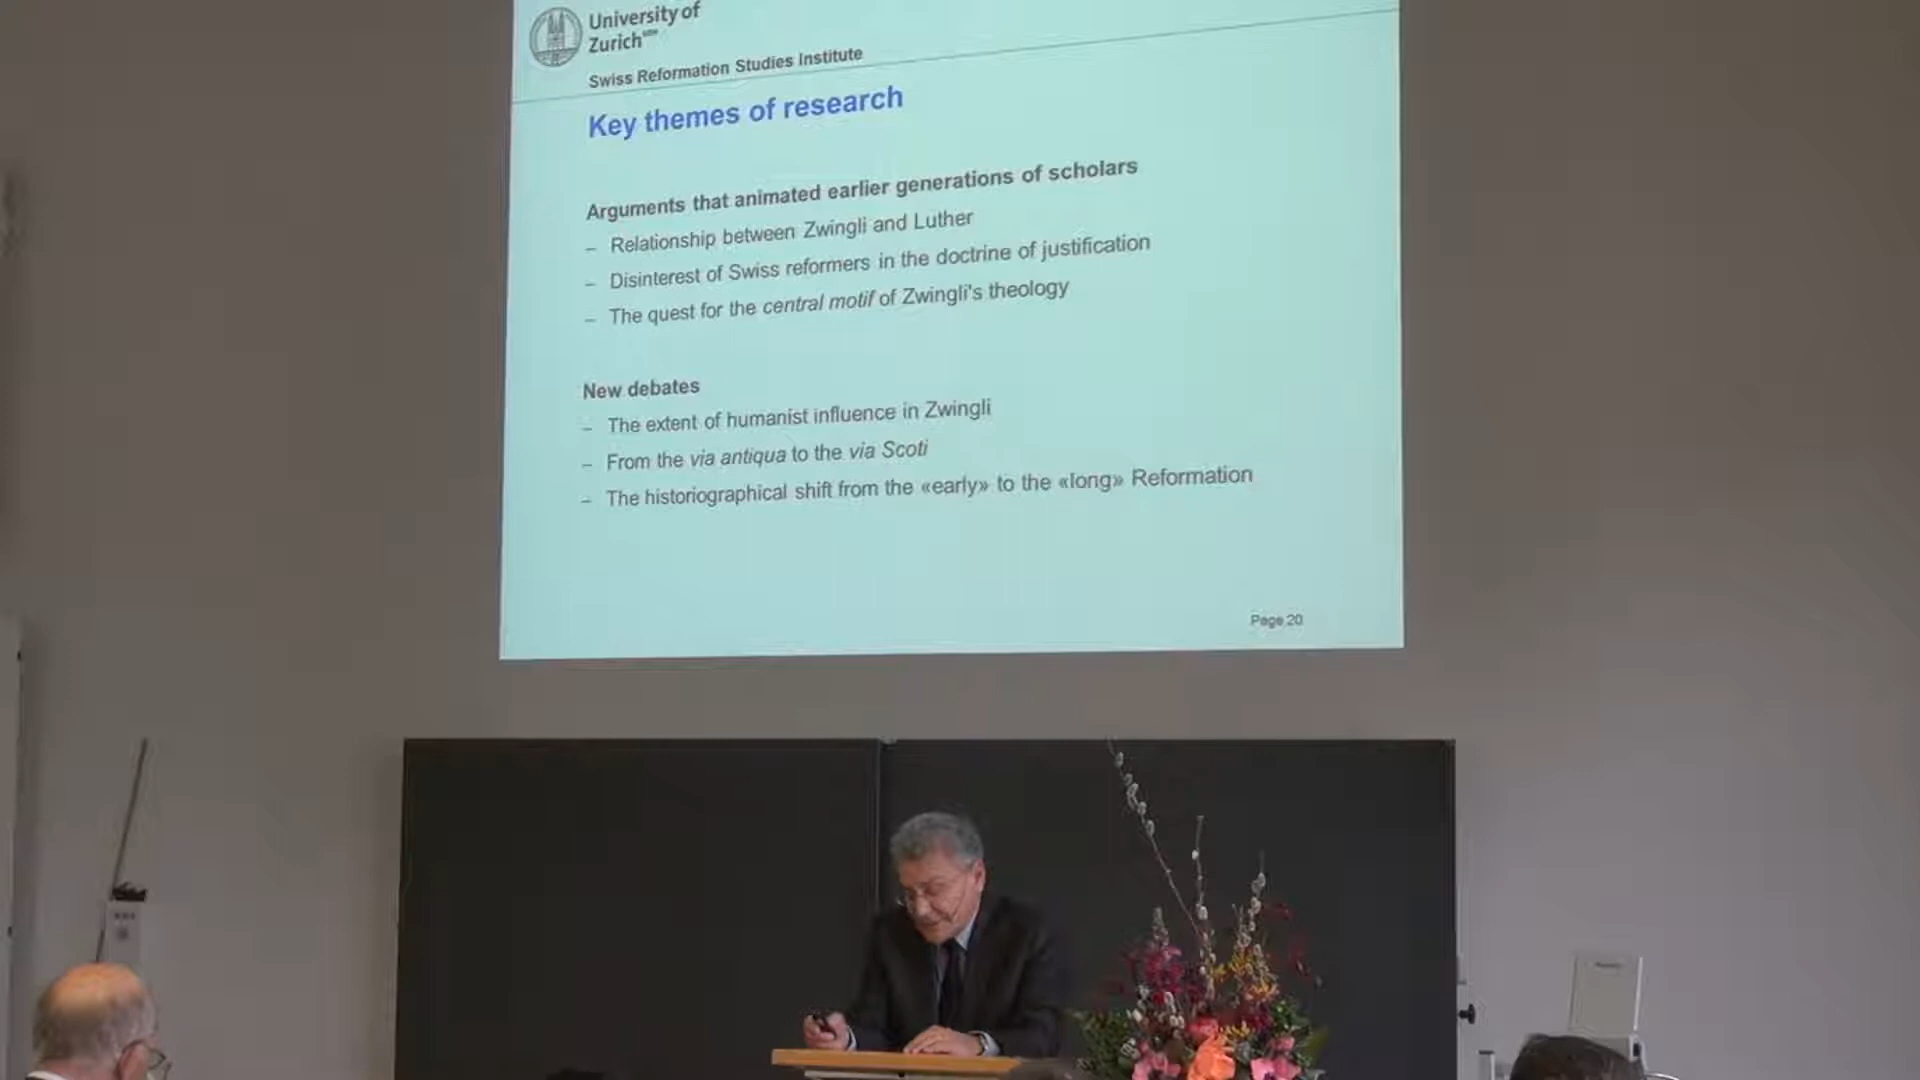 University of
Zurich
Swiss Reformation Studies Institute
Key themes of research
Arguments that animated earlier generations of scholars
– Relationship between Zwingli and Luther
– Disinterest of Swiss reformers in the doctrine of justification
– The quest for the central motif of Zwingli's theology
New debates
– The extent of humanist influence in Zwingli
– From the via antiqua to the via Scoti
– The historiographical shift from the «early» to the «long» Reformation
Page 20